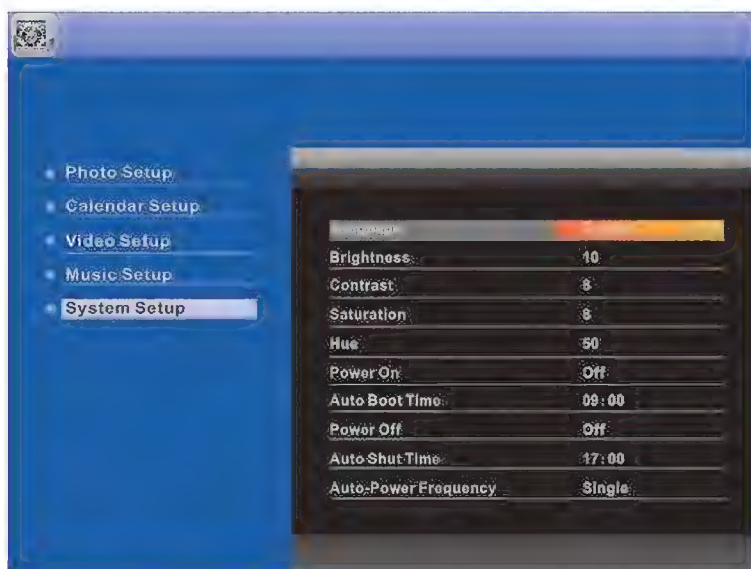 Photo Setup
Calendar Setup
Video Setup
Music Setup
System Setup
Brightness 10
Contrast 8
Saturation 8
Hue 50
Power On Off
Auto Boot Time 09:00
Power Off Off
Auto Shut Time 17:00
Auto-Power Frequency Single